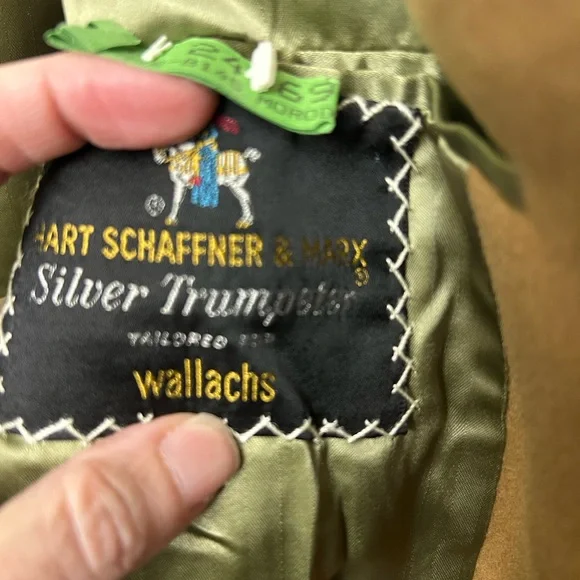 HART SCHAFFNER & MARX®
Silver Trumpeter
TAILORED FOR
wallachs